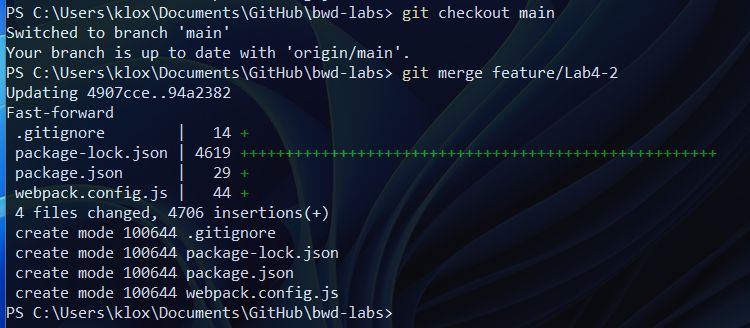 PS C:\Users\klox\Documents\GitHub\bwd-labs> git checkout main
Switched to branch 'main'
Your branch is up to date with 'origin/main'.
PS C:\Users\klox\Documents\GitHub\bwd-labs> git merge feature/Lab4-2
Updating 4907cce..94a2382
Fast-forward
 .gitignore        |   14 +
 package-lock.json | 4619 ++++++++++++++++++++++++++++++++++++++++++++++++++++
 package.json      |   29 +
 webpack.config.js |   44 +
 4 files changed, 4706 insertions(+)
 create mode 100644 .gitignore
 create mode 100644 package-lock.json
 create mode 100644 package.json
 create mode 100644 webpack.config.js
PS C:\Users\klox\Documents\GitHub\bwd-labs>